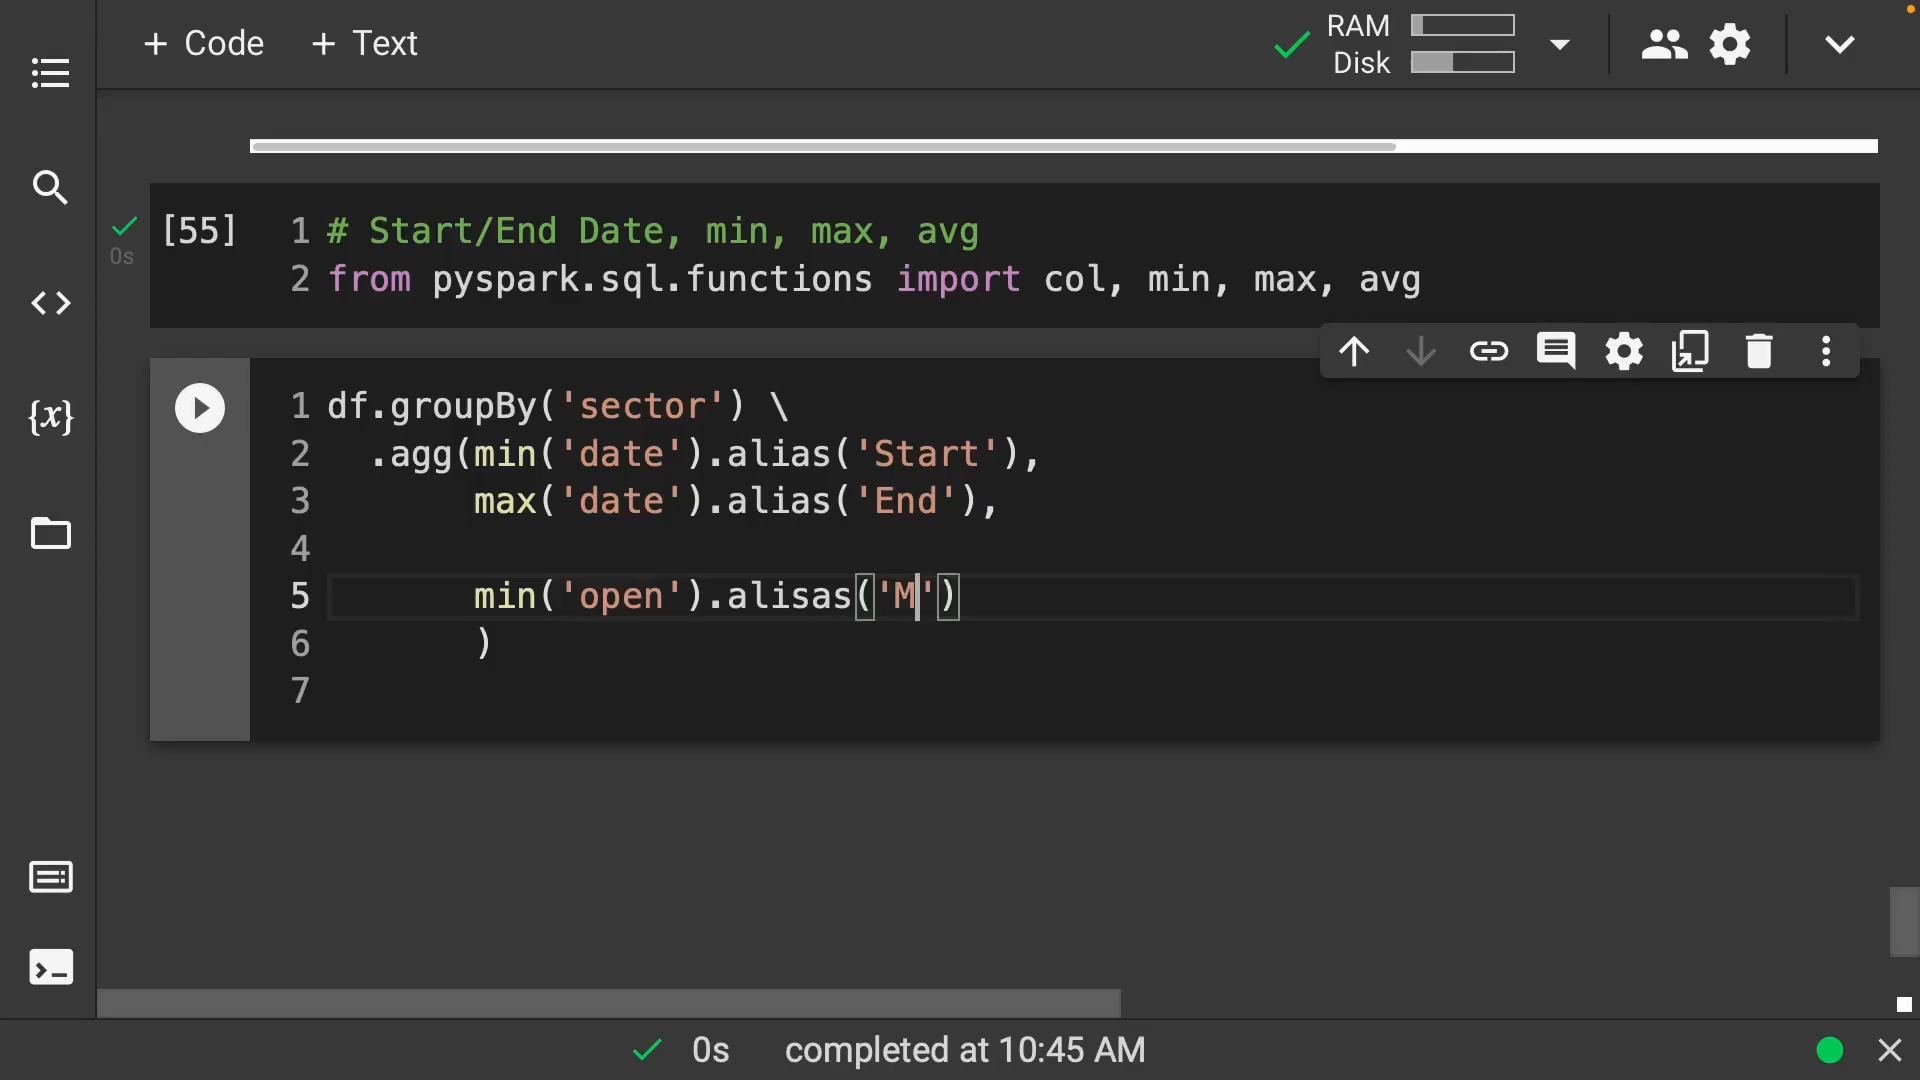 + Code + Text
RAM
Disk
[55]
0s
1 # Start/End Date, min, max, avg
2 from pyspark.sql.functions import col, min, max, avg
1 df.groupBy('sector') \
2 .agg(min('date').alias('Start'),
3 max('date').alias('End'),
4
5 min('open').alisas('M')
6 )
7
{x}
0s completed at 10:45 AM